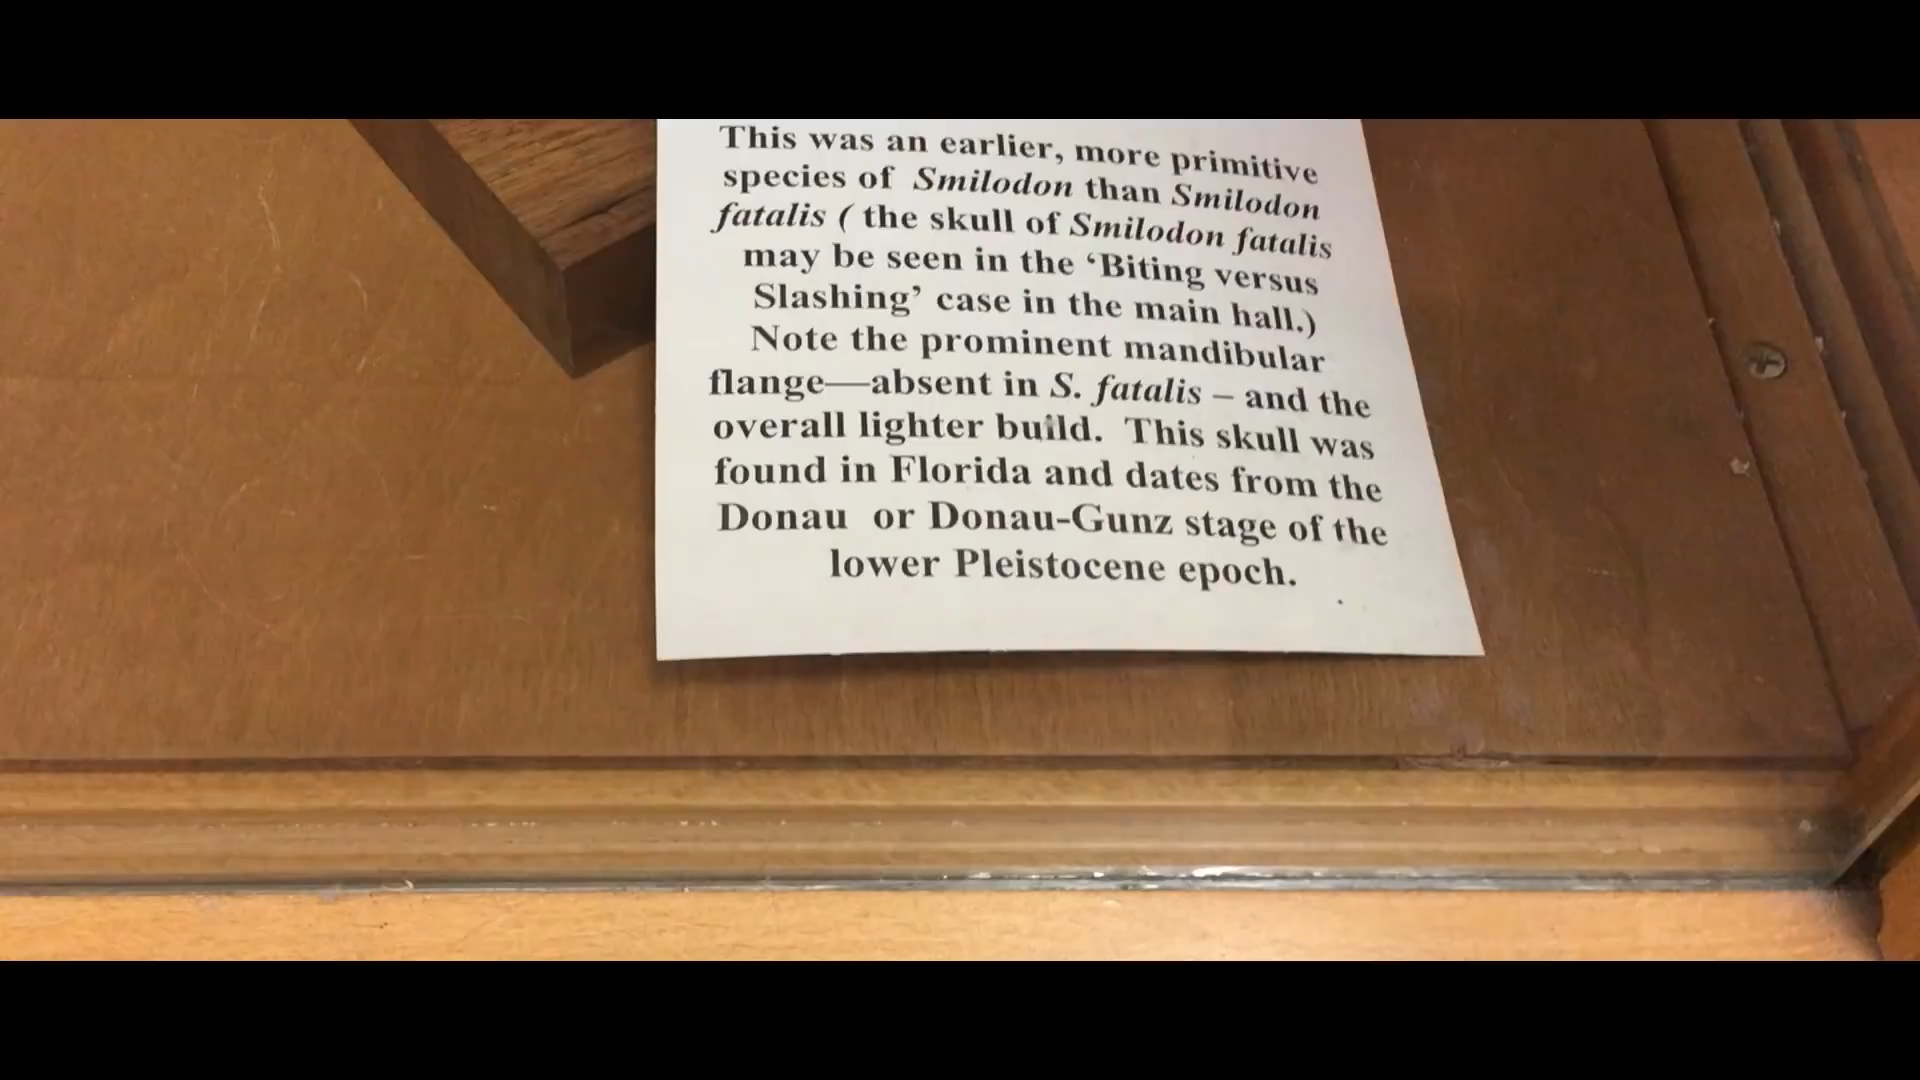 This was an earlier, more primitive
species of Smilodon than Smilodon
fatalis ( the skull of Smilodon fatalis
may be seen in the ‘Biting versus
Slashing’ case in the main hall.)
Note the prominent mandibular
flange—absent in S. fatalis – and the
overall lighter build. This skull was
found in Florida and dates from the
Donau or Donau-Gunz stage of the
lower Pleistocene epoch.